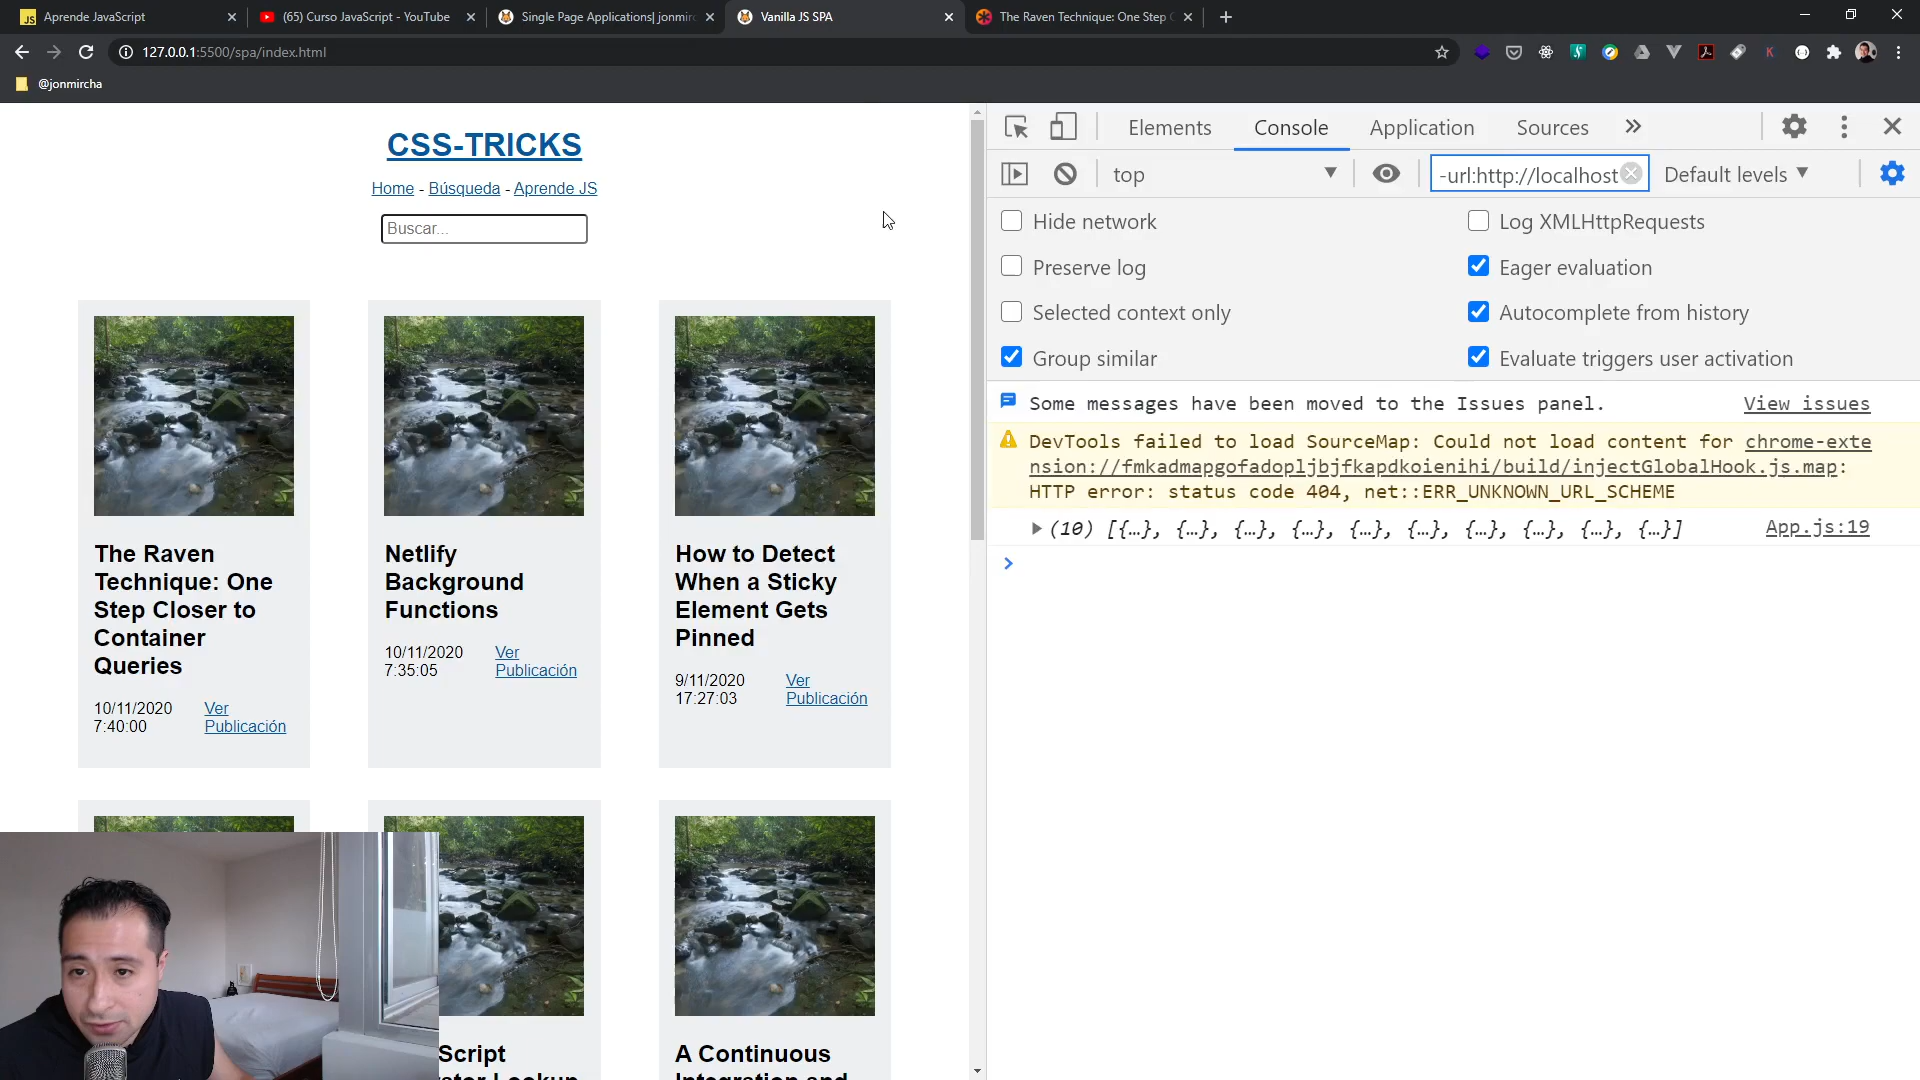 Aprende JavaScript
(65) Curso JavaScript - YouTube
Single Page Applications| jonmirc
Vanilla JS SPA
The Raven Technique: One Step C
127.0.0.1:5500/spa/index.html
@jonmircha
CSS-TRICKS
Home - Búsqueda - Aprende JS
Buscar...
The Raven
Technique: One
Step Closer to
Container
Queries
10/11/2020
7:40:00
Ver
Publicación
Netlify
Background
Functions
10/11/2020
7:35:05
Ver
Publicación
How to Detect
When a Sticky
Element Gets
Pinned
9/11/2020
17:27:03
Ver
Publicación
Script
A Continuous
Integration and
Elements Console Application Sources
top
-url:http://localhost
Default levels
Hide network
Log XMLHttpRequests
Preserve log
Eager evaluation
Selected context only
Autocomplete from history
Group similar
Evaluate triggers user activation
Some messages have been moved to the Issues panel. View issues
DevTools failed to load SourceMap: Could not load content for chrome-exte
nsion://fmkadmapgofadopljbjfkapdkoienihi/build/injectGlobalHook.js.map:
HTTP error: status code 404, net::ERR_UNKNOWN_URL_SCHEME
(10) [{…}, {…}, {…}, {…}, {…}, {…}, {…}, {…}, {…}, {…}] App.js:19